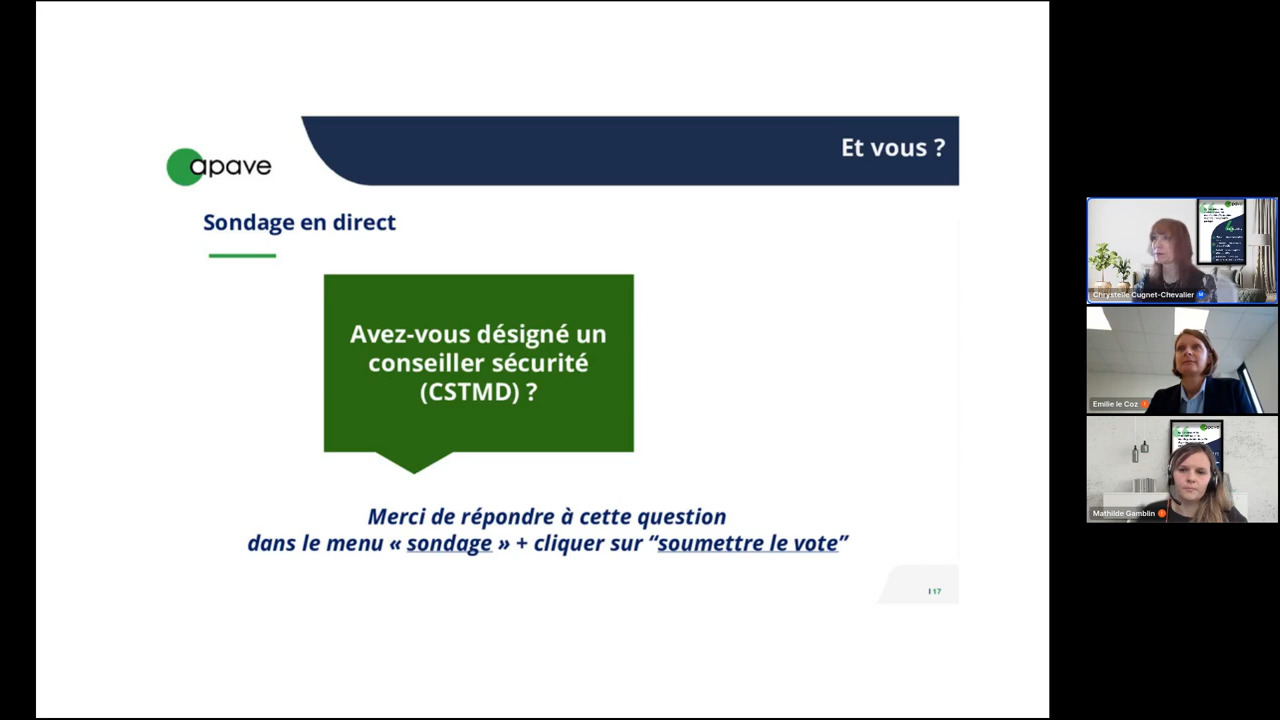 Et vous ?
apave
Sondage en direct
Avez-vous désigné un
conseiller sécurité
(CSTMD) ?
Merci de répondre à cette question
dans le menu « sondage » + cliquer sur “soumettre le vote”
I 17
Chrystelle Cugnet-Chevalier M
Emilie le Coz
Mathilde Gamblin